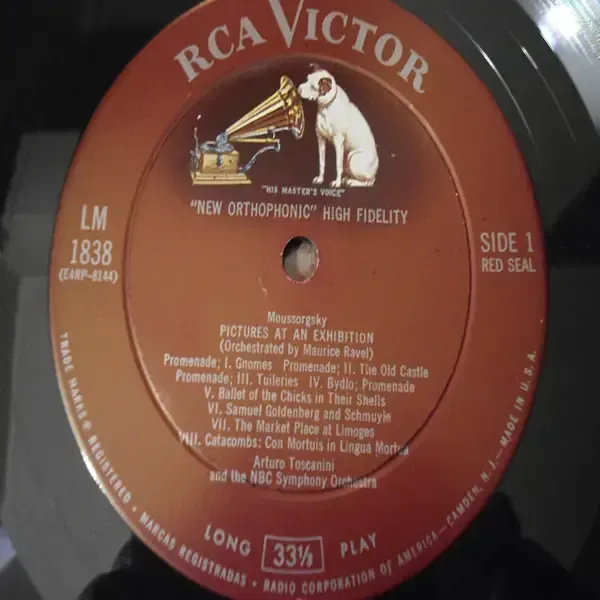 RCA VICTOR
"HIS MASTER'S VOICE"
"NEW ORTHOPHONIC" HIGH FIDELITY
LM
1838
(E4RP-8144)
SIDE 1
RED SEAL
Moussorgsky
PICTURES AT AN EXHIBITION
(Orchestrated by Maurice Ravel)
Promenade; I. Gnomes Promenade; II. The Old Castle
Promenade; III. Tuileries IV. Bydlo; Promenade
V. Ballet of the Chicks in Their Shells
VI. Samuel Goldenberg and Schmuyle
VII. The Market Place at Limoges
VIII. Catacombs: Con Mortuis in Lingua Mortua
Arturo Toscanini
and the NBC Symphony Orchestra
LONG 33⅓ PLAY
TRADE MARKS ® REGISTERED • MARCAS REGISTRADAS • RADIO CORPORATION OF AMERICA—CAMDEN, N.J.—MADE IN U.S.A.